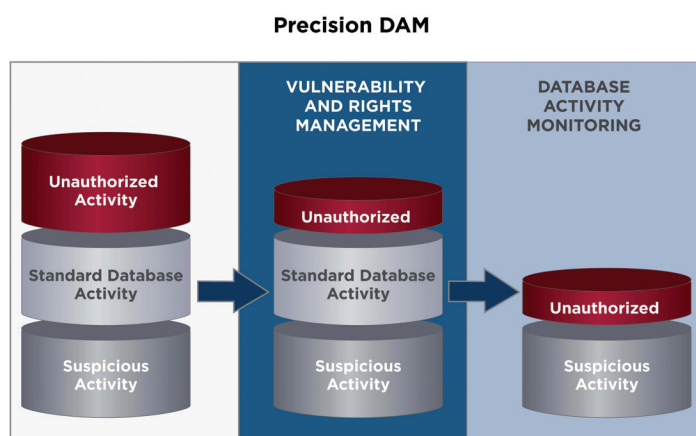 Precision DAM
Unauthorized
Activity
Standard Database
Activity
Suspicious
Activity
VULNERABILITY
AND RIGHTS
MANAGEMENT
Unauthorized
Standard Database
Activity
Suspicious
Activity
DATABASE
ACTIVITY
MONITORING
Unauthorized
Suspicious
Activity